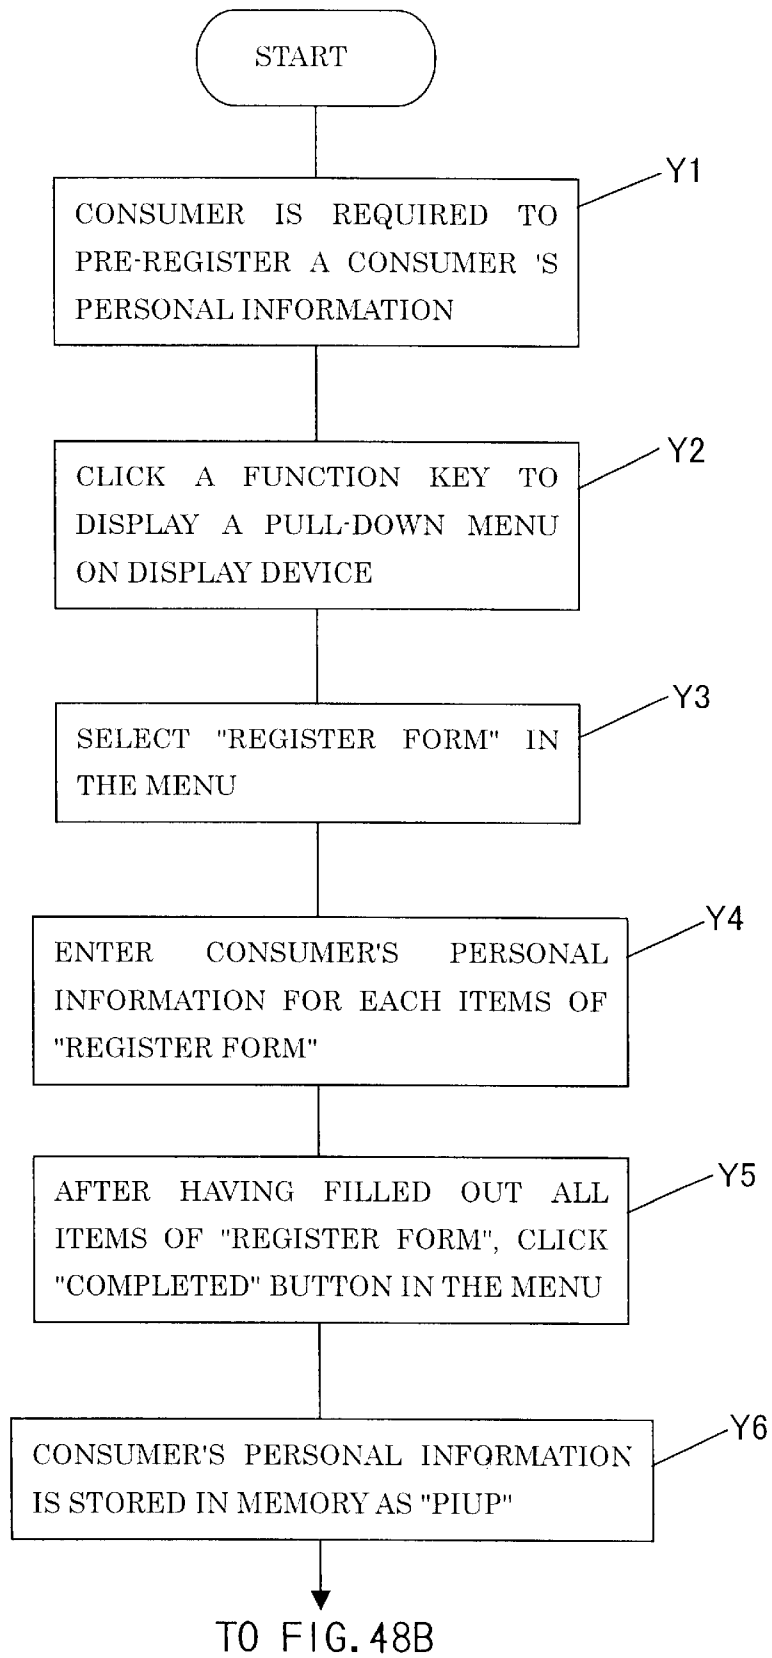 START
Y1
CONSUMER IS REQUIRED TO
PRE-REGISTER A CONSUMER 'S
PERSONAL INFORMATION
Y2
CLICK A FUNCTION KEY TO
DISPLAY A PULL-DOWN MENU
ON DISPLAY DEVICE
Y3
SELECT "REGISTER FORM" IN
THE MENU
Y4
ENTER CONSUMER'S PERSONAL
INFORMATION FOR EACH ITEMS OF
"REGISTER FORM"
Y5
AFTER HAVING FILLED OUT ALL
ITEMS OF "REGISTER FORM", CLICK
"COMPLETED" BUTTON IN THE MENU
Y6
CONSUMER'S PERSONAL INFORMATION
IS STORED IN MEMORY AS "PIUP"
TO FIG. 48B